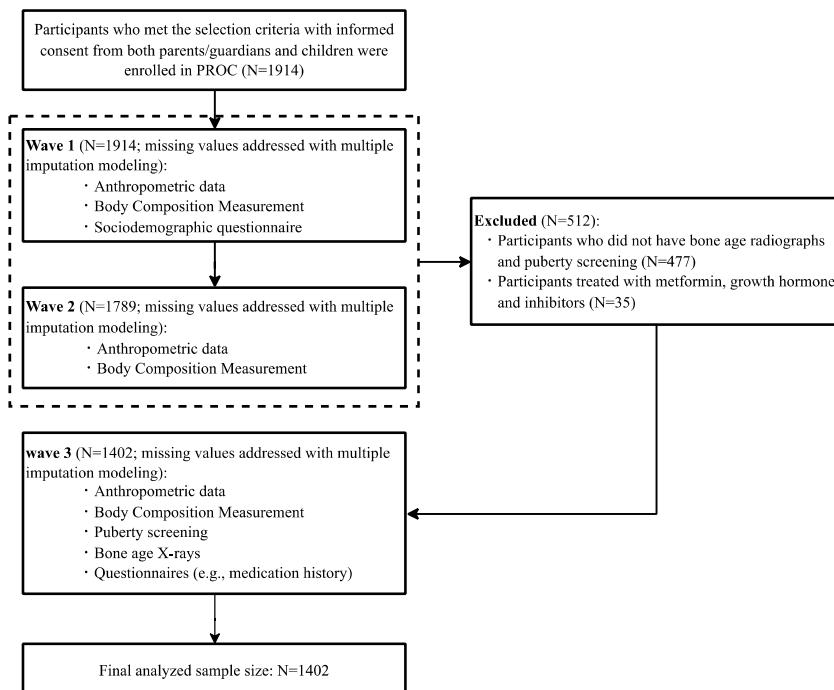 Participants who met the selection criteria with informed
consent from both parents/guardians and children were
enrolled in PROC (N=1914)
Wave 1 (N=1914; missing values addressed with multiple
imputation modeling):
· Anthropometric data
· Body Composition Measurement
· Sociodemographic questionnaire
Wave 2 (N=1789; missing values addressed with multiple
imputation modeling):
· Anthropometric data
· Body Composition Measurement
Excluded (N=512):
· Participants who did not have bone age radiographs
and puberty screening (N=477)
· Participants treated with metformin, growth hormone
and inhibitors (N=35)
wave 3 (N=1402; missing values addressed with multiple
imputation modeling):
· Anthropometric data
· Body Composition Measurement
· Puberty screening
· Bone age X-rays
· Questionnaires (e.g., medication history)
Final analyzed sample size: N=1402